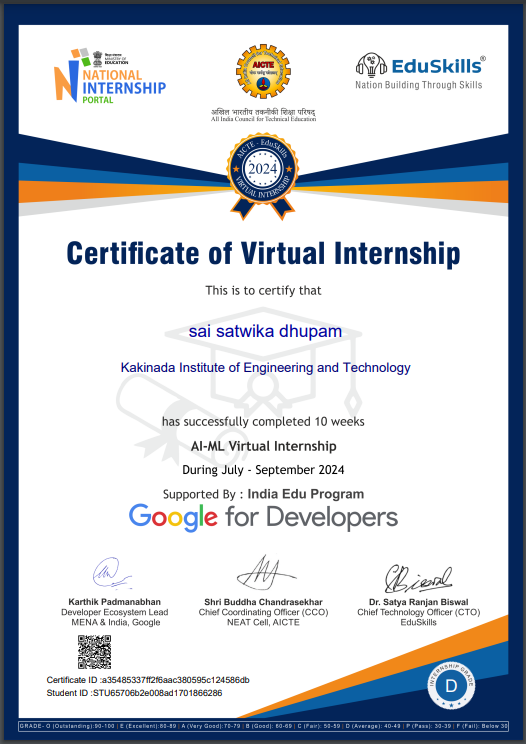 सत्यमेव जयते
MINISTRY OF
EDUCATION
NATIONAL
INTERNSHIP
PORTAL
AICTE
अखिल भारतीय तकनीकी शिक्षा परिषद्
All India Council for Technical Education
EduSkills®
Nation Building Through Skills
AICTE - EduSkills
2024
VIRTUAL INTERNSHIP
Certificate of Virtual Internship
This is to certify that
sai satwika dhupam
Kakinada Institute of Engineering and Technology
has successfully completed 10 weeks
AI-ML Virtual Internship
During July - September 2024
Supported By : India Edu Program
Google for Developers
Karthik Padmanabhan
Developer Ecosystem Lead
MENA & India, Google
Shri Buddha Chandrasekhar
Chief Coordinating Officer (CCO)
NEAT Cell, AICTE
Dr. Satya Ranjan Biswal
Chief Technology Officer (CTO)
EduSkills
Certificate ID :a35485337ff2f6aac380595c124586db
Student ID :STU65706b2e008ad1701866286
INTERNSHIP GRADE
D
GRADE- O (Outstanding):90-100 | E (Excellent):80-89 | A (Very Good):70-79 | B (Good): 60-69 | C (Fair): 50-59 | D (Average): 40-49 | P (Pass): 30-39 | F (Fail): Below 30